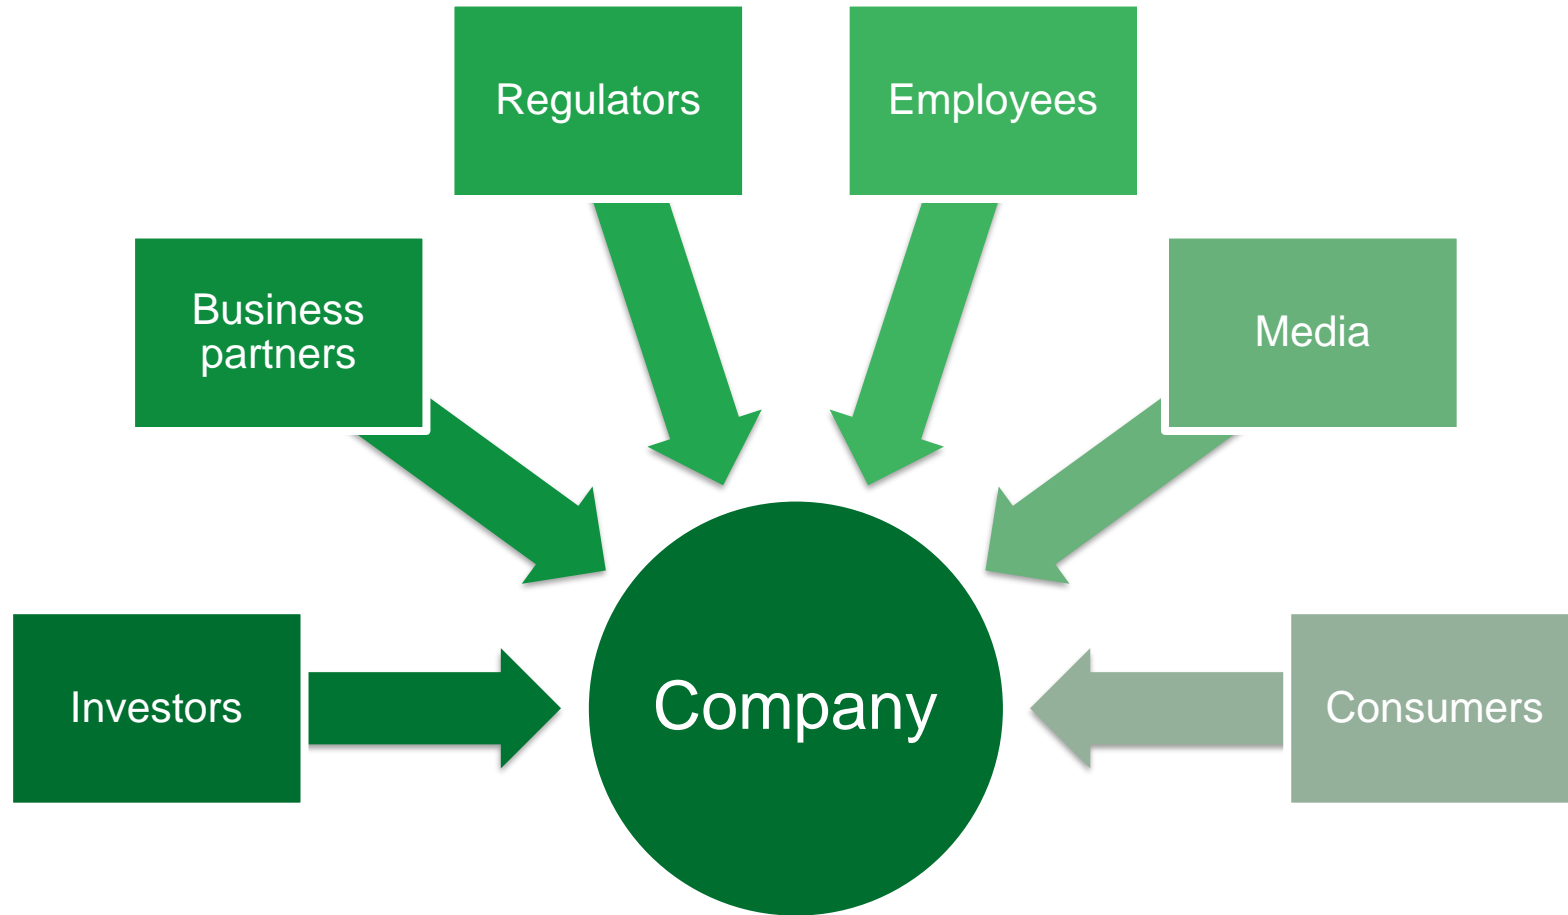 Regulators
Employees
Business
partners
Media
Investors
Company
Consumers